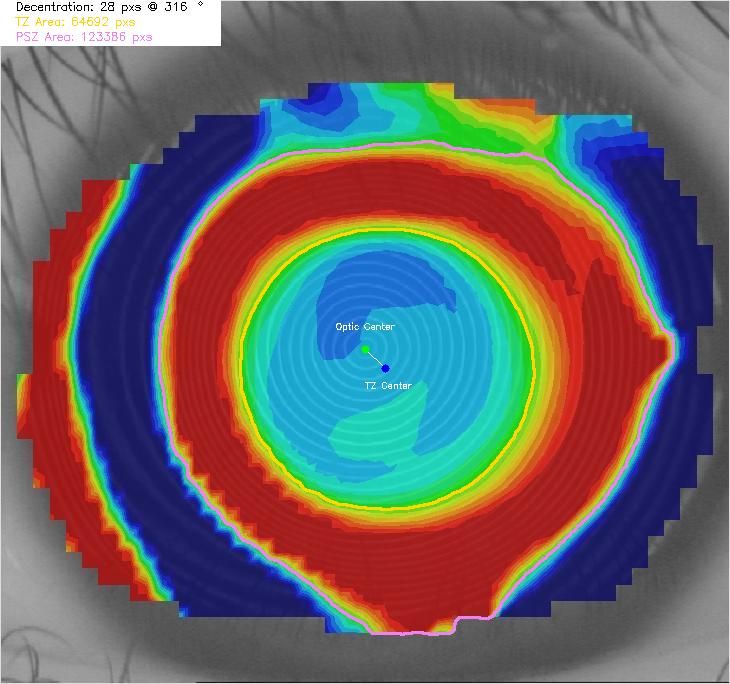 Decentration: 28 pxs @ 316 °
TZ Area: 64692 pxs
PSZ Area: 123386 pxs
Optic Center
TZ Center